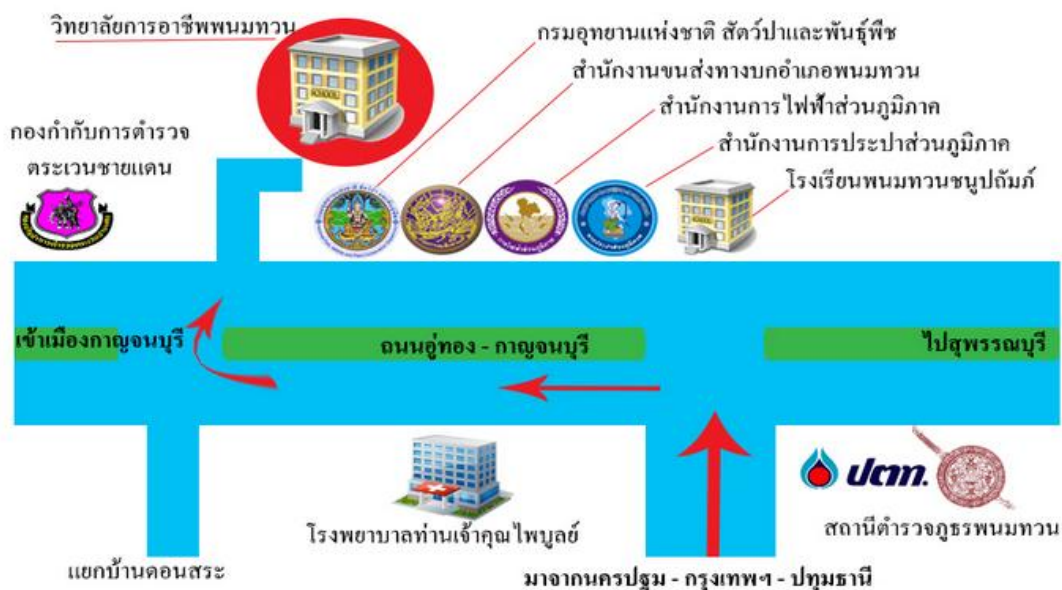 วิทยาลัยการอาชีพพนมทวน
กรมอุทยานแห่งชาติ สัตว์ป่าและพันธุ์พืช
สำนักงานขนส่งทางบกอำเภอพนมทวน
สำนักงานการไฟฟ้าส่วนภูมิภาค
สำนักงานการประปาส่วนภูมิภาค
โรงเรียนพนมทวนชนูปถัมภ์
กองกำกับการตำรวจ
ตระเวนชายแดน
SCHOOL
SCHOOL
เข้าเมืองกาญจนบุรี
ถนนอู่ทอง - กาญจนบุรี
ไปสุพรรณบุรี
ปตท.
โรงพยาบาลท่านเจ้าคุณไพบูลย์
สถานีตำรวจภูธรพนมทวน
แยกบ้านดอนสระ
มาจากนครปฐม - กรุงเทพฯ - ปทุมธานี